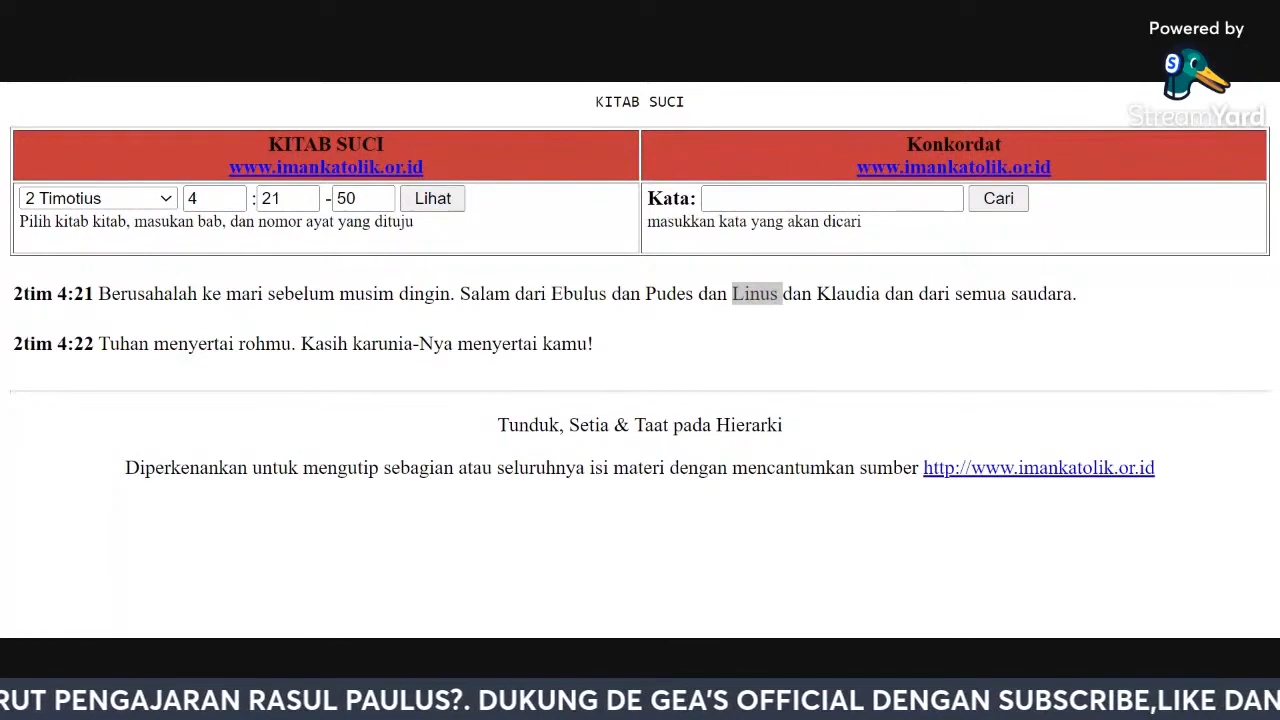 Powered by
S
StreamYard
KITAB SUCI
KITAB SUCI
www.imankatolik.or.id
Konkordat
www.imankatolik.or.id
2 Timotius 4 : 21 - 50 Lihat
Pilih kitab kitab, masukan bab, dan nomor ayat yang dituju
Kata: Cari
masukkan kata yang akan dicari
2tim 4:21 Berusahalah ke mari sebelum musim dingin. Salam dari Ebulus dan Pudes dan Linus dan Klaudia dan dari semua saudara.
2tim 4:22 Tuhan menyertai rohmu. Kasih karunia-Nya menyertai kamu!
Tunduk, Setia & Taat pada Hierarki
Diperkenankan untuk mengutip sebagian atau seluruhnya isi materi dengan mencantumkan sumber http://www.imankatolik.or.id
RUT PENGAJARAN RASUL PAULUS?. DUKUNG DE GEA'S OFFICIAL DENGAN SUBSCRIBE,LIKE DAN